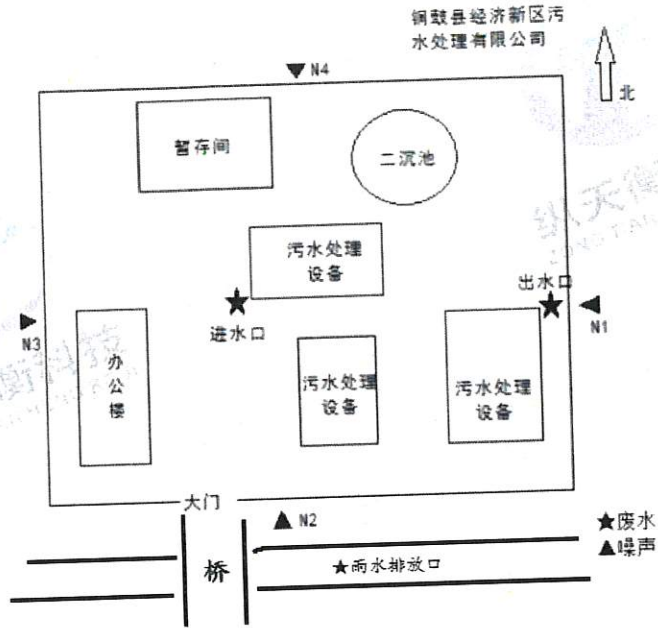 铜鼓县经济新区污
水处理有限公司
北
N4
暂存间
二沉池
污水处理
设备
出水口
N1
进水口
N3
办
公
楼
污水处理
设备
污水处理
设备
大门
N2
★废水
▲噪声
桥
★雨水排放口